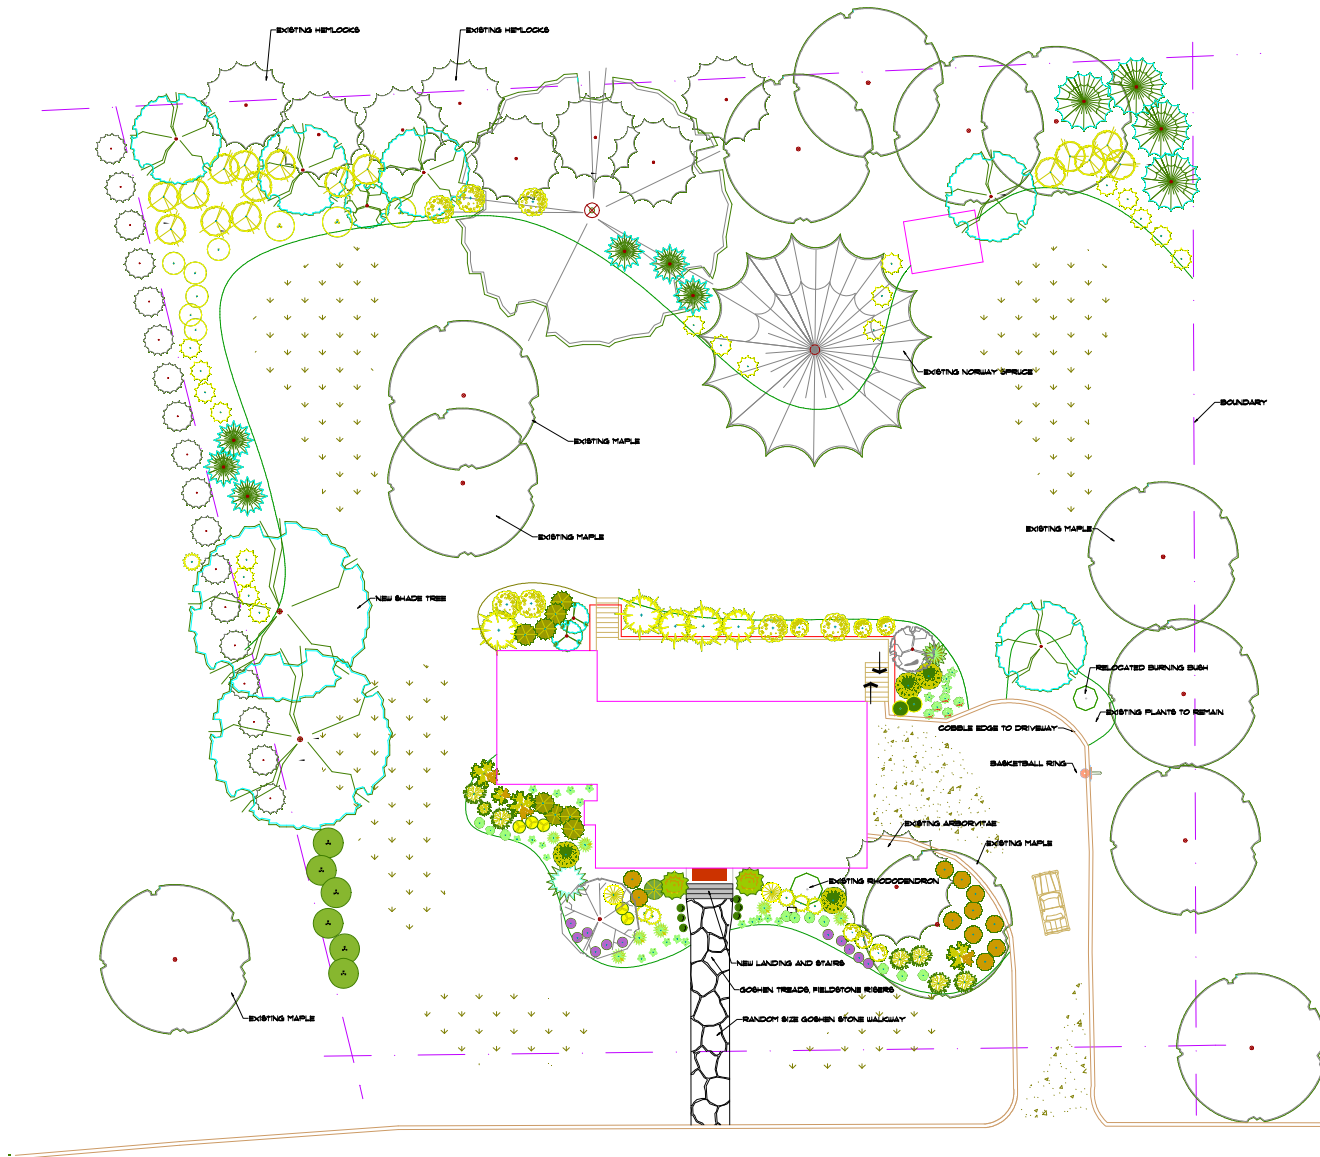 EXISTING HEMLOCKS
EXISTING HEMLOCKS
EXISTING NORWAY SPRUCE
BOUNDARY
EXISTING MAPLE
EXISTING MAPLE
EXISTING MAPLE
NEW SHADE TREE
RELOCATED BURNING BUSH
EXISTING PLANTS TO REMAIN
COBBLE EDGE TO DRIVEWAY
BASKETBALL RING
EXISTING ARBORVITAE
EXISTING MAPLE
EXISTING RHODODENDRON
NEW LANDING AND STAIRS
GOSHEN TREADS, FIELDSTONE RISERS
EXISTING MAPLE
RANDOM SIZE GOSHEN STONE WALKWAY